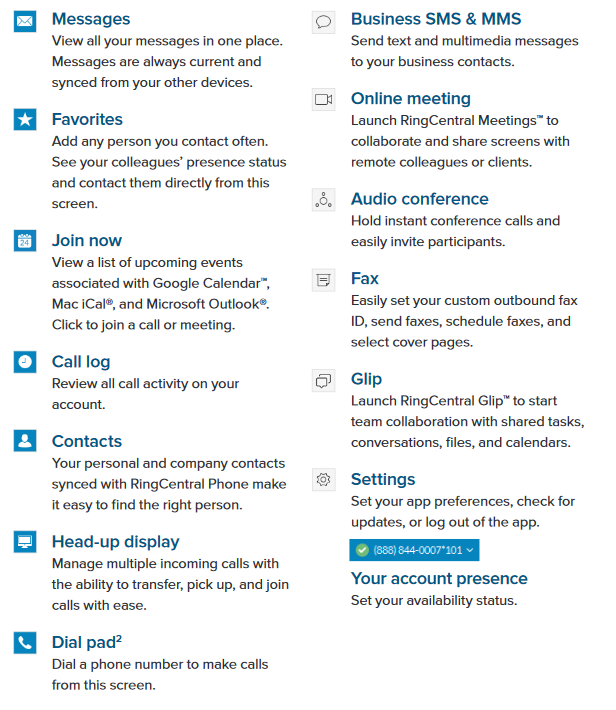 Messages
View all your messages in one place.
Messages are always current and
synced from your other devices.
Favorites
Add any person you contact often.
See your colleagues’ presence status
and contact them directly from this
screen.
24
Join now
View a list of upcoming events
associated with Google Calendar™,
Mac iCal®, and Microsoft Outlook®.
Click to join a call or meeting.
Call log
Review all call activity on your
account.
Contacts
Your personal and company contacts
synced with RingCentral Phone make
it easy to find the right person.
Head-up display
Manage multiple incoming calls with
the ability to transfer, pick up, and join
calls with ease.
Dial pad²
Dial a phone number to make calls
from this screen.
Business SMS & MMS
Send text and multimedia messages
to your business contacts.
Online meeting
Launch RingCentral Meetings™ to
collaborate and share screens with
remote colleagues or clients.
Audio conference
Hold instant conference calls and
easily invite participants.
Fax
Easily set your custom outbound fax
ID, send faxes, schedule faxes, and
select cover pages.
Glip
Launch RingCentral Glip™ to start
team collaboration with shared tasks,
conversations, files, and calendars.
Settings
Set your app preferences, check for
updates, or log out of the app.
(888) 844-0007*101
Your account presence
Set your availability status.